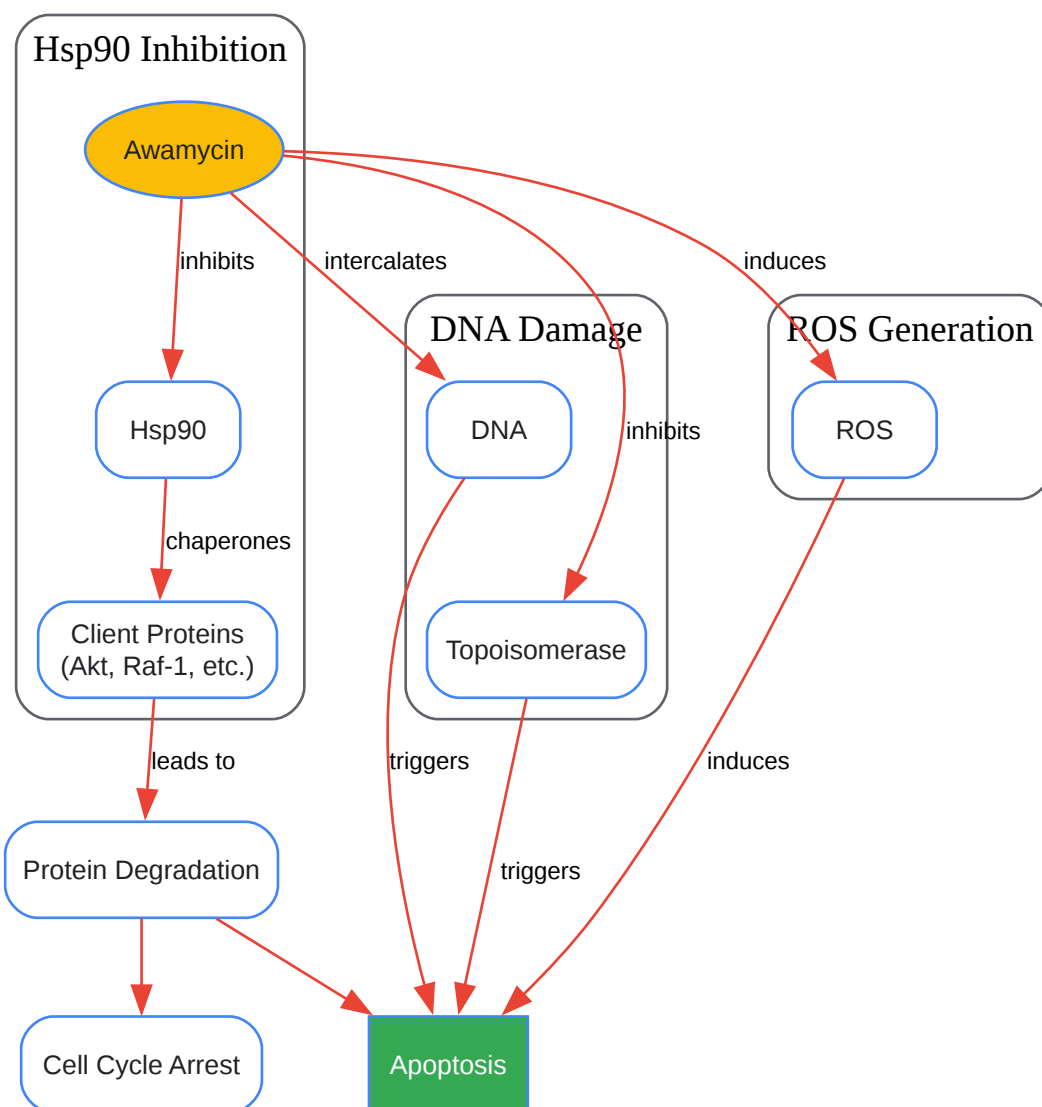 Hsp90 Inhibition
Awamycin
inhibits
intercalates
induces
DNA Damage
ROS Generation
Hsp90
DNA
inhibits
ROS
chaperones
Client Proteins
(Akt, Raf-1, etc.)
Topoisomerase
leads to
triggers
induces
Protein Degradation
triggers
Cell Cycle Arrest
Apoptosis